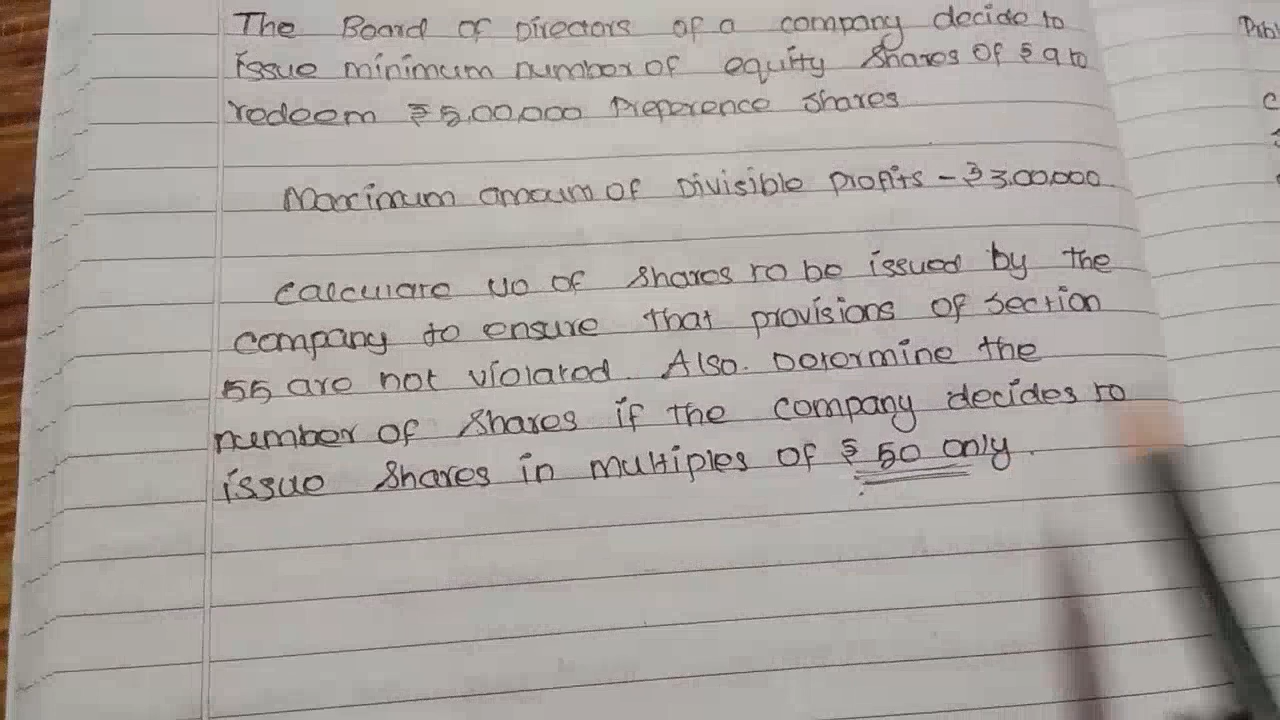 The Board of Directors of a company decide to
issue minimum number of equity shares of ₹ 9 to
redeem ₹ 5,00,000 Preperence shares
Maximum amount of Divisible profits - ₹ 3,00,000
Calculate no of shares to be issued by the
company to ensure that provisions of section
55 are not violated. Also. Determine the
number of shares if the company decides to
issue shares in multiples of ₹ 50 only.